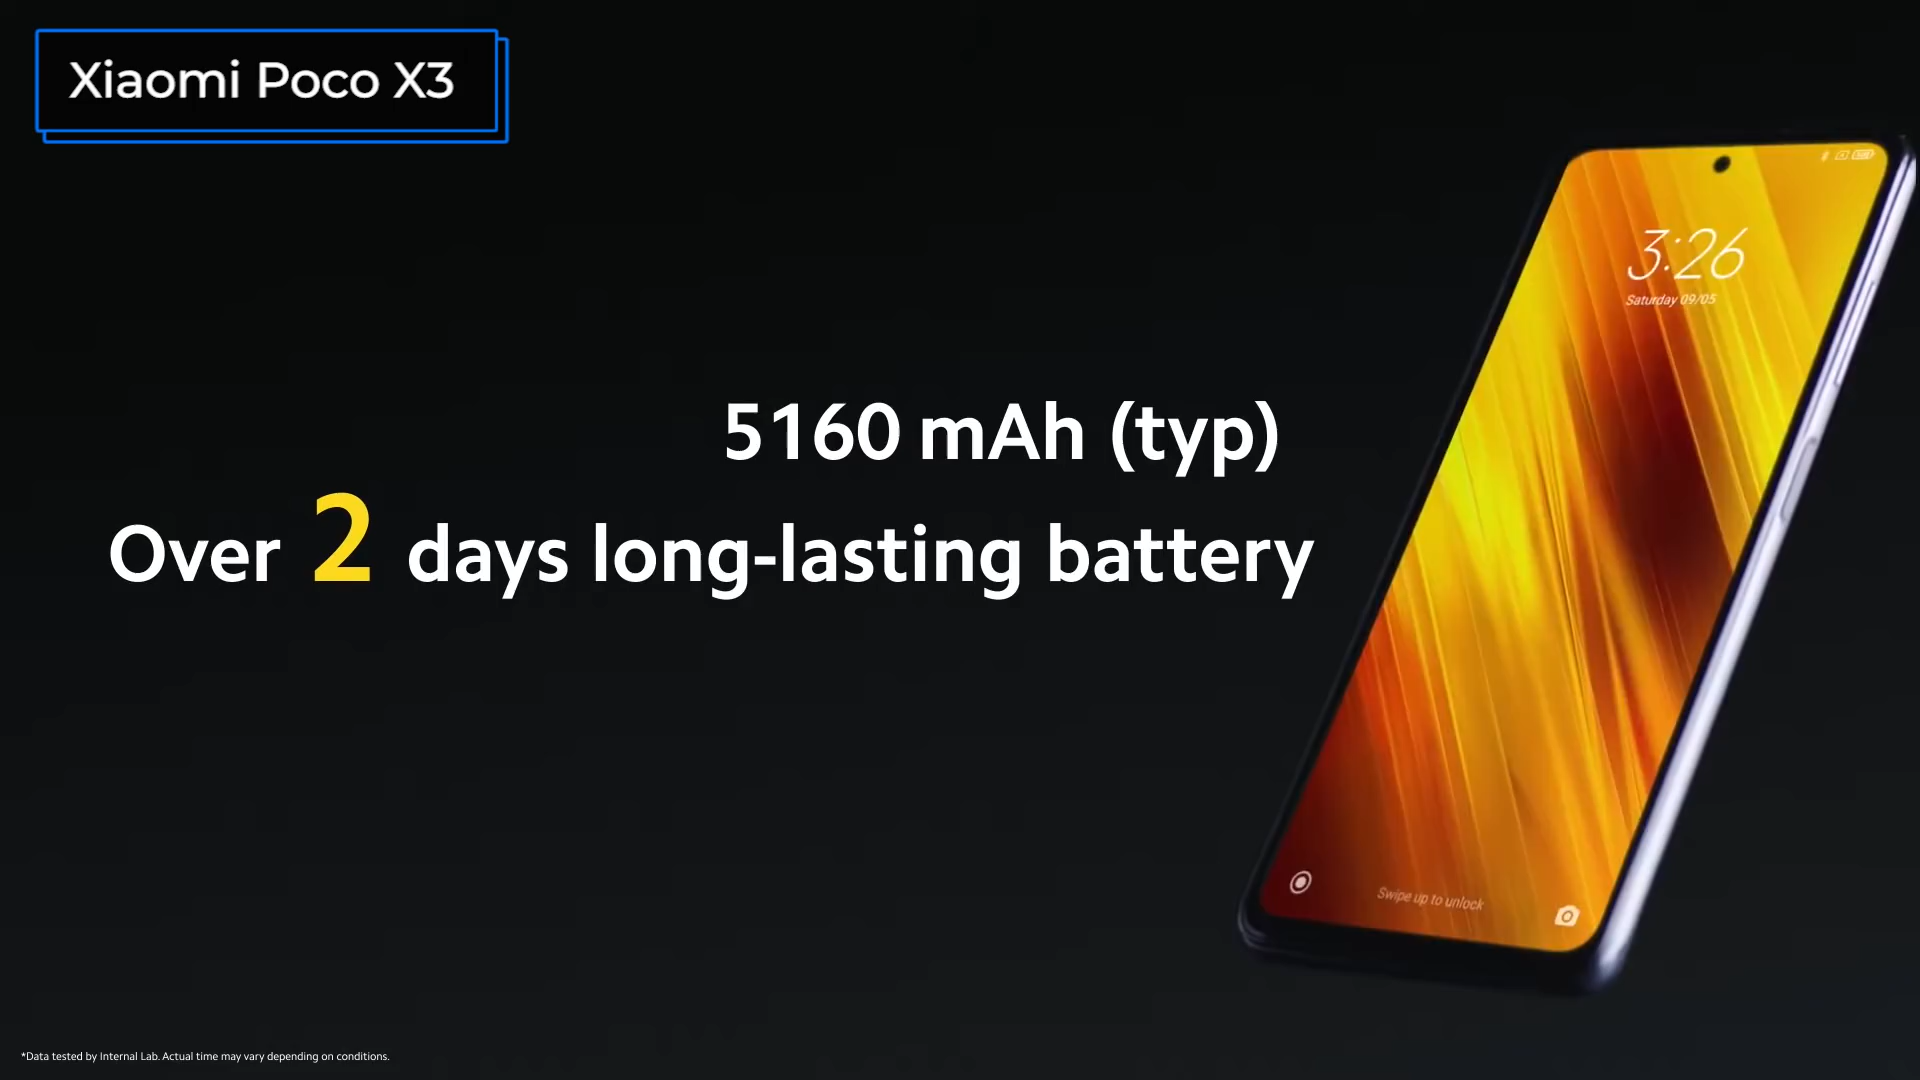 Xiaomi Poco X3
3:26
Saturday 09/05
5160 mAh (typ)
Over 2 days long-lasting battery
Swipe up to unlock
*Data tested by Internal Lab. Actual time may vary depending on conditions.